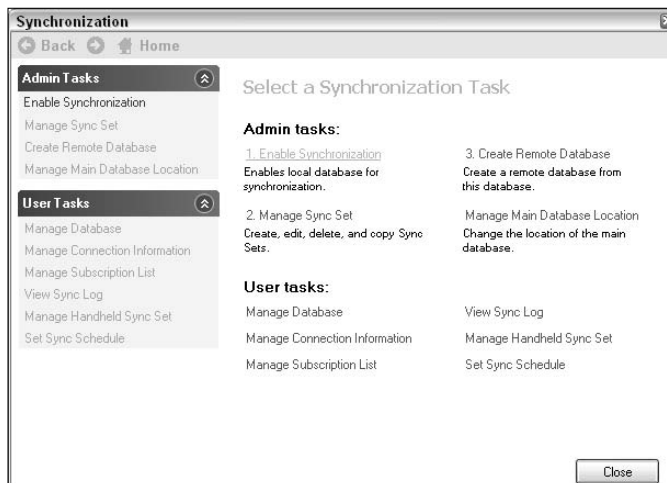 Synchronization
Back Home
Admin Tasks
Enable Synchronization
Manage Sync Set
Create Remote Database
Manage Main Database Location
User Tasks
Manage Database
Manage Connection Information
Manage Subscription List
View Sync Log
Manage Handheld Sync Set
Set Sync Schedule
Select a Synchronization Task
Admin tasks:
1. Enable Synchronization
Enables local database for
synchronization.
3. Create Remote Database
Create a remote database from
this database.
2. Manage Sync Set
Create, edit, delete, and copy Sync
Sets.
Manage Main Database Location
Change the location of the main
database.
User tasks:
Manage Database
View Sync Log
Manage Connection Information
Manage Handheld Sync Set
Manage Subscription List
Set Sync Schedule
Close